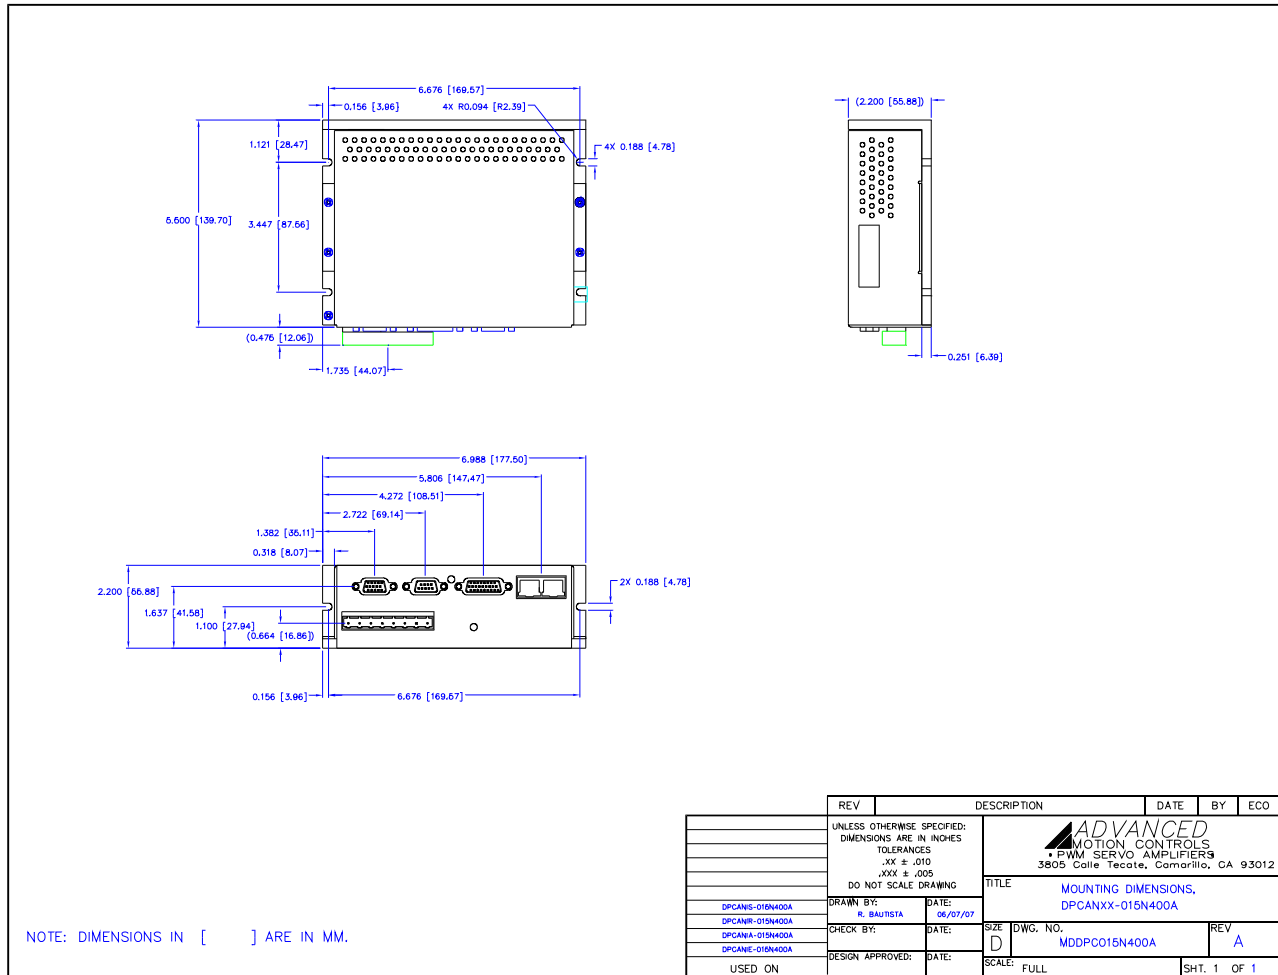 6.676 [169.57]
0.156 [3.96}
4X R0.094 [R2.39]
(2.200 [55.88])
1.121 [28.47]
4X 0.188 [4.78]
5.500 [139.70]
3.447 [87.56]
(0.475 [12.06])
1.735 [44.07]
0.251 [6.39]
6.988 [177.50]
5.806 [147.47]
4.272 [108.51]
2.722 [69.14]
1.382 [35.11]
0.318 [8.07]
2.200 [55.88]
2X 0.188 [4.78]
1.637 [41.58]
1.100 [27.94]
(0.664 [16.86])
0.156 [3.96]
6.676 [169.57]
REV DESCRIPTION DATE BY ECO
UNLESS OTHERWISE SPECIFIED:
DIMENSIONS ARE IN INCHES
TOLERANCES
.XX ± .010
.XXX ± .005
DO NOT SCALE DRAWING
ADVANCED
MOTION CONTROLS
• PWM SERVO AMPLIFIERS
3805 Calle Tecate, Camarillo, CA 93012
TITLE
MOUNTING DIMENSIONS,
DPCANXX-015N400A
DPCANIS-015N400A
DPCANIR-015N400A
DPCANIA-015N400A
DPCANIE-015N400A
USED ON
DRAWN BY: DATE:
R. BAUTISTA 06/07/07
CHECK BY: DATE:
DESIGN APPROVED: DATE:
SIZE DWG. NO. REV
D MDDPCO15N400A A
SCALE: FULL SHT. 1 OF 1
NOTE: DIMENSIONS IN [ ] ARE IN MM.